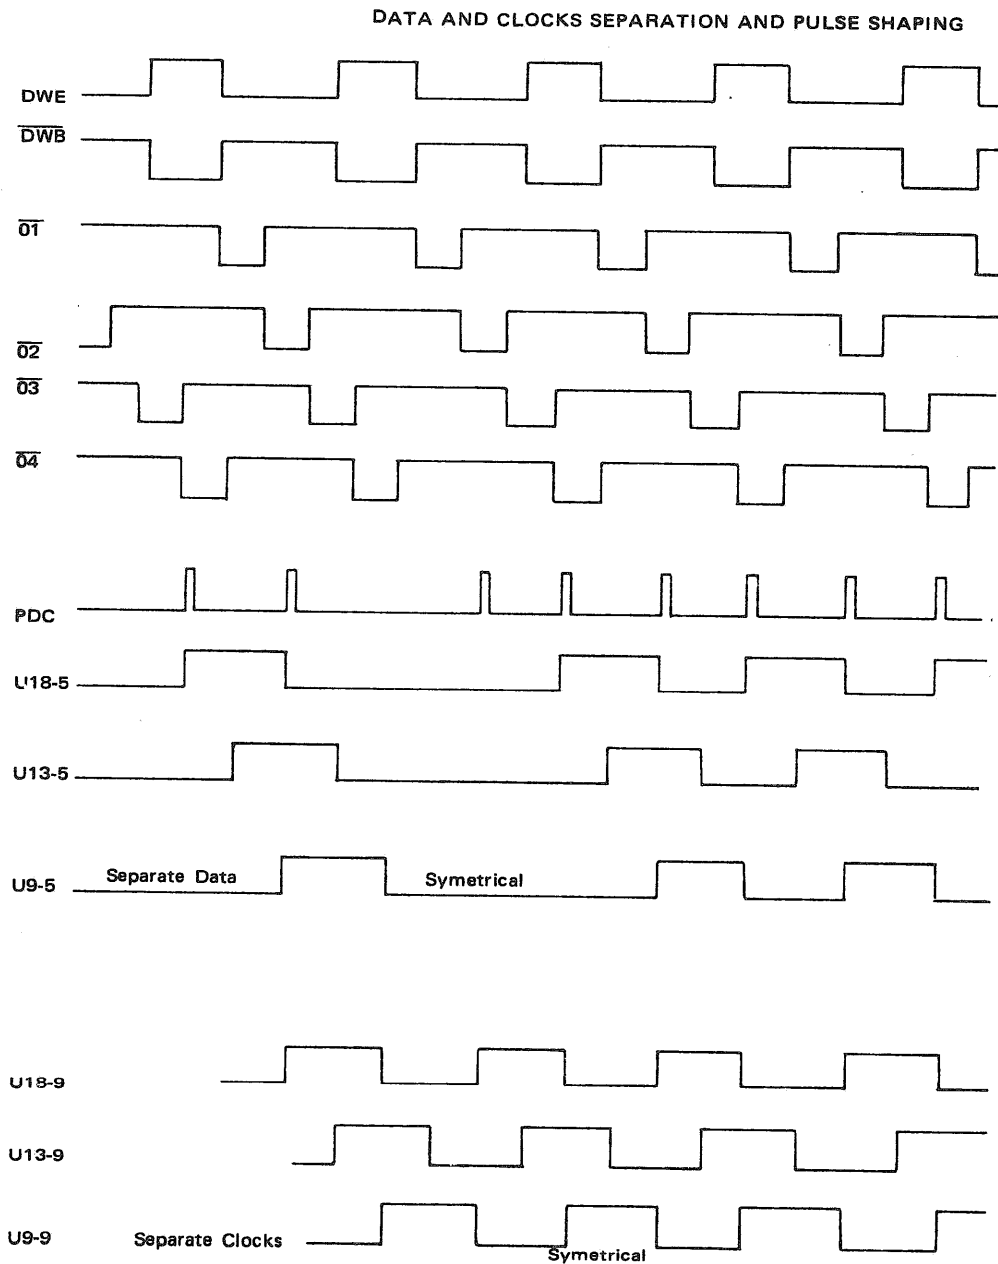 DATA AND CLOCKS SEPARATION AND PULSE SHAPING
DWE
DWB
01
02
03
04
PDC
U18-5
U13-5
U9-5 Separate Data Symetrical
U18-9
U13-9
U9-9 Separate Clocks Symetrical